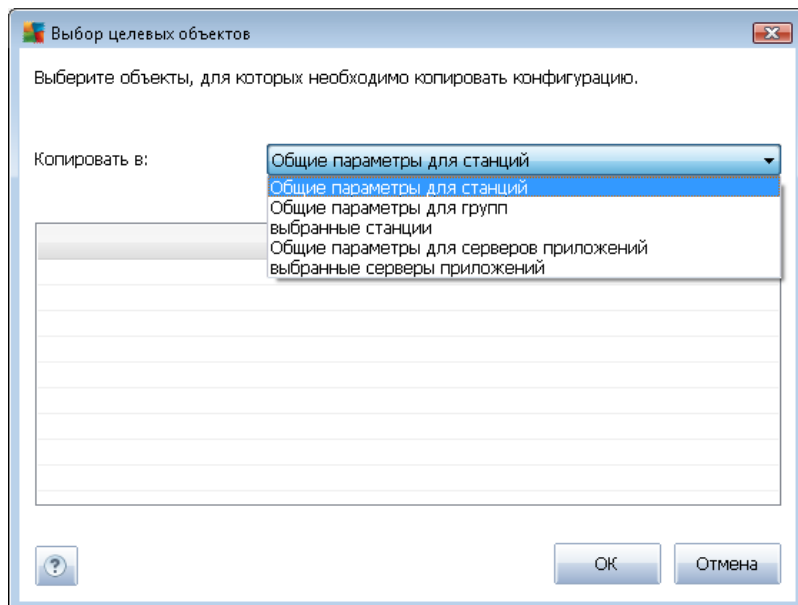 Выбор целевых объектов
Выберите объекты, для которых необходимо копировать конфигурацию.
Копировать в:
Общие параметры для станций
Общие параметры для станций
Общие параметры для групп
выбранные станции
Общие параметры для серверов приложений
выбранные серверы приложений
?
ОК
Отмена